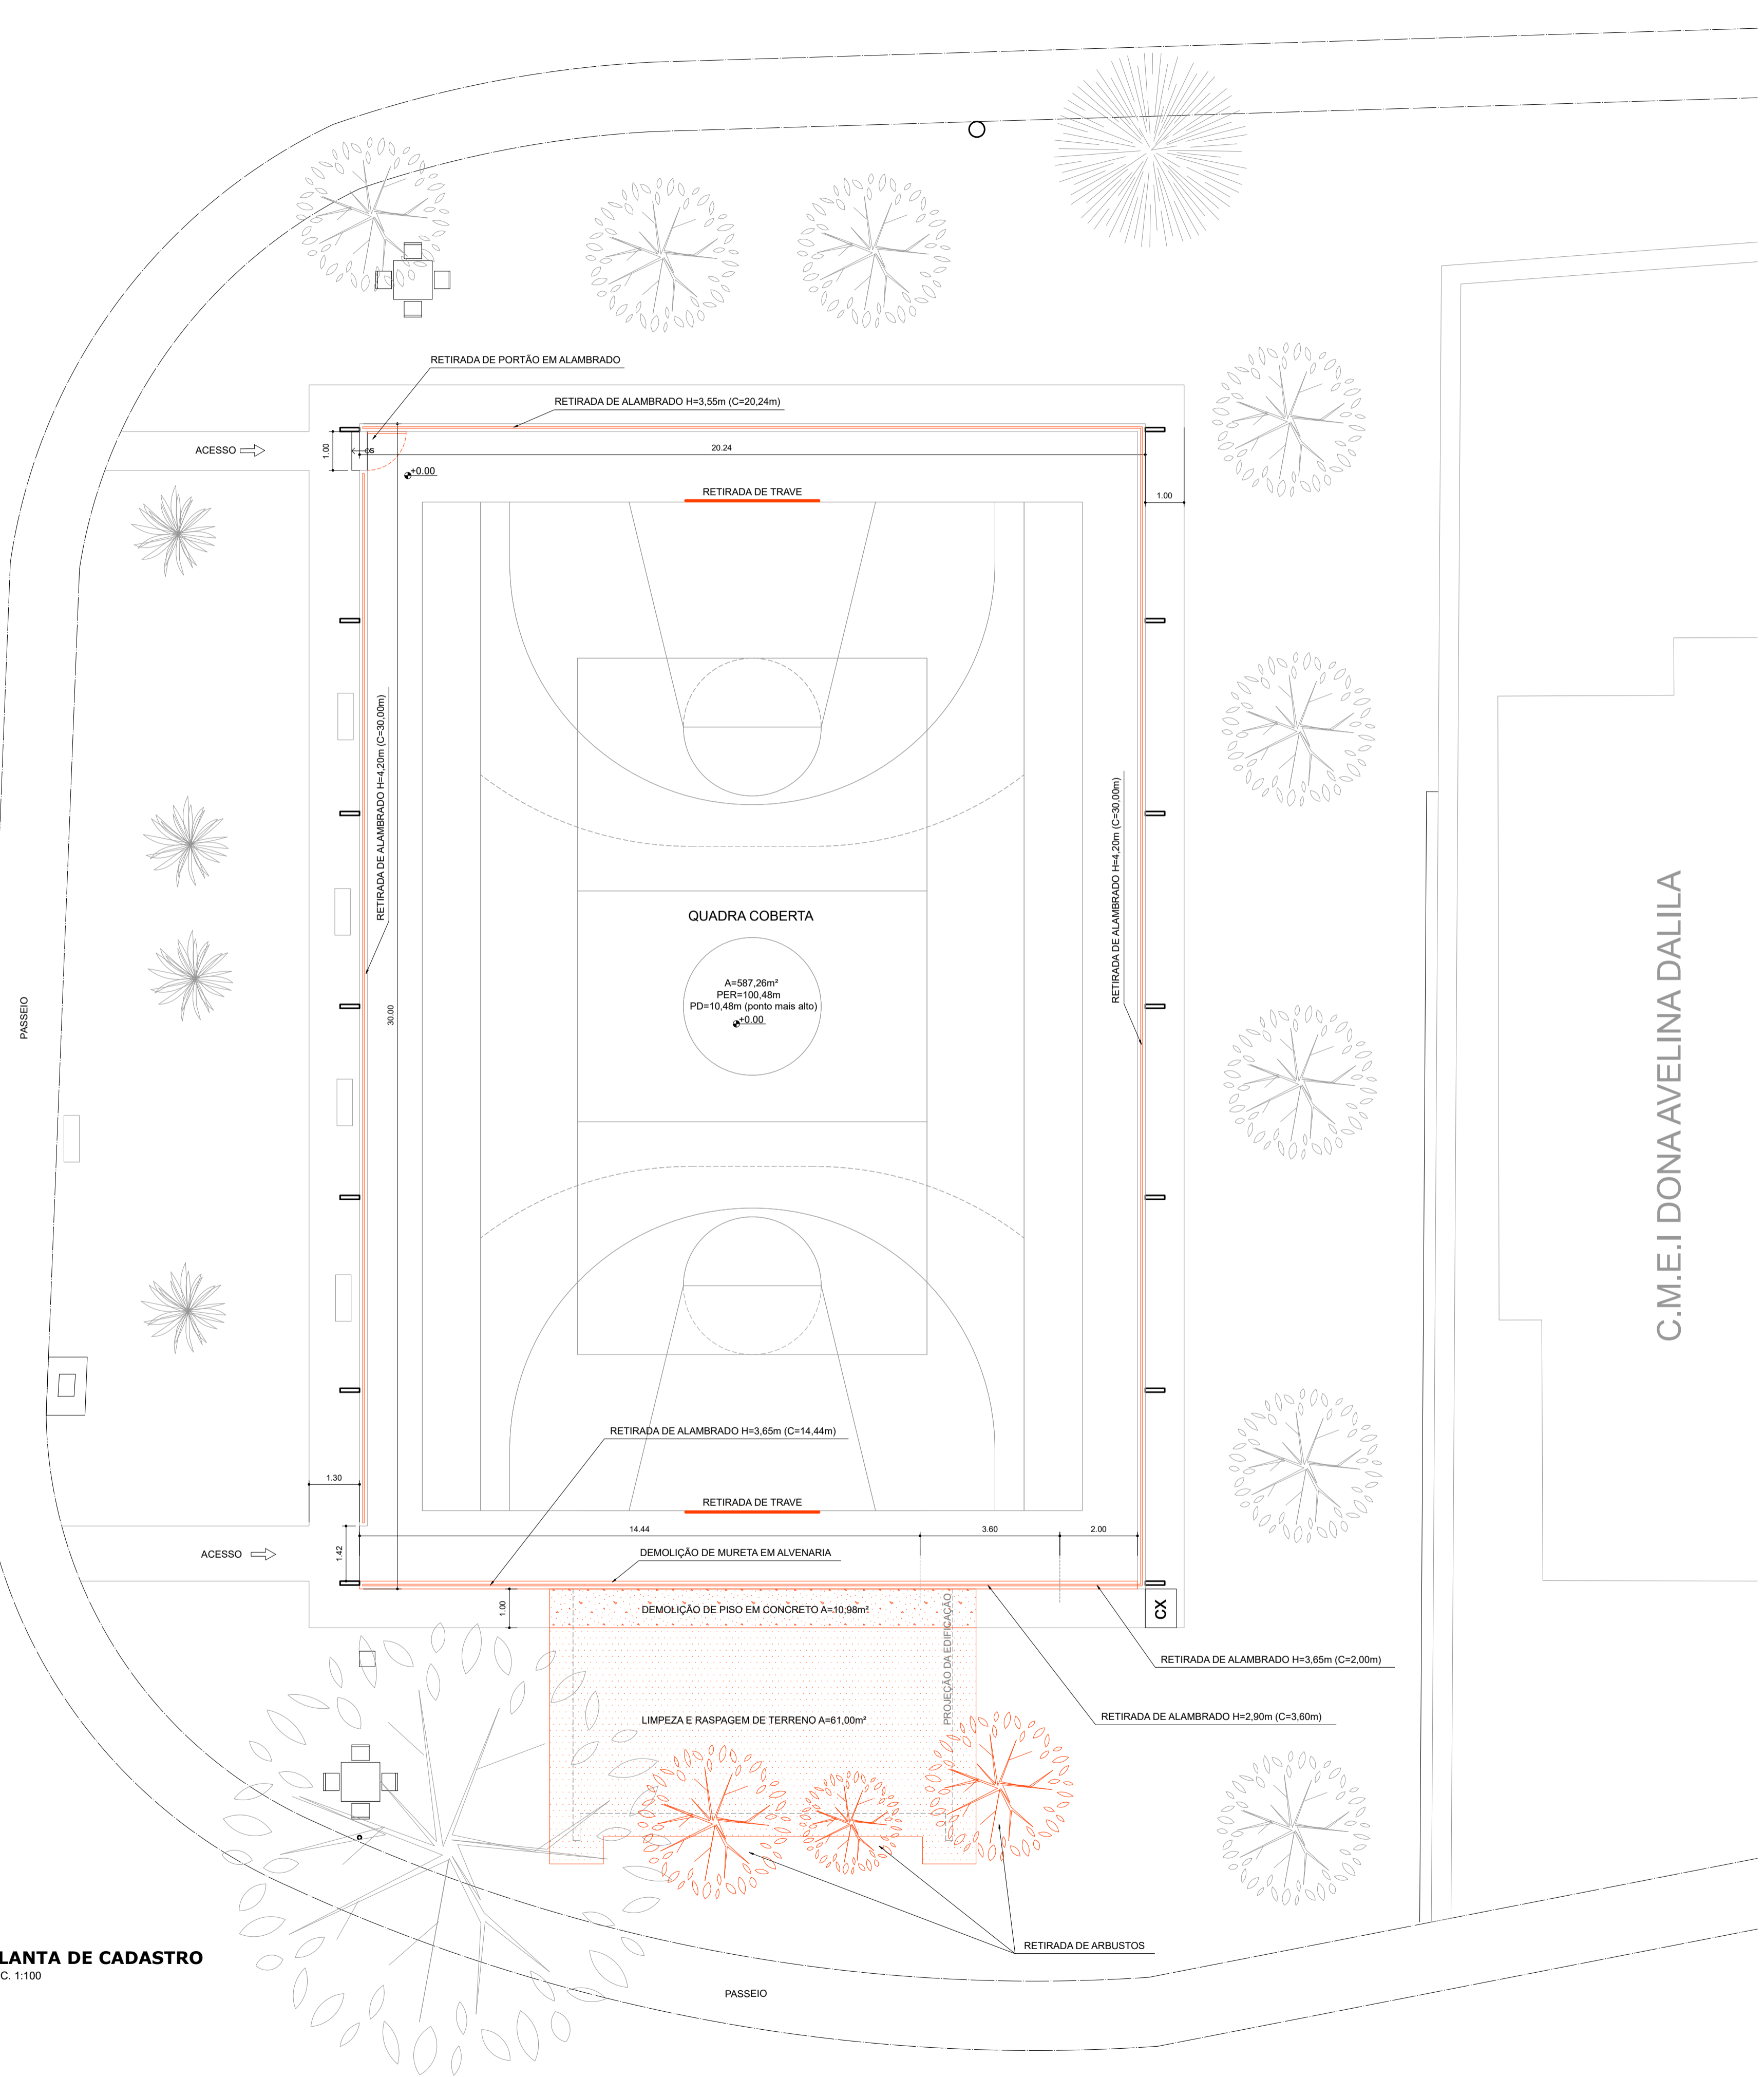 RETIRADA DE PORTÃO EM ALAMBRADO
RETIRADA DE ALAMBRADO H=3,55m (C=20,24m)
ACESSO
1.00
S
20.24
+0.00
RETIRADA DE TRAVE
1.00
RETIRADA DE ALAMBRADO H=4,20m (C=30,00m)
RETIRADA DE ALAMBRADO H=4,20m (C=30,00m)
QUADRA COBERTA
A=587,26m²
PER=100,48m
PD=10,48m (ponto mais alto)
+0.00
30.00
PASSEIO
C.M.E.I DONA AVELINA DALILA
RETIRADA DE ALAMBRADO H=3,65m (C=14,44m)
1.30
RETIRADA DE TRAVE
14.44
3.60
2.00
ACESSO
1.42
DEMOLIÇÃO DE MURETA EM ALVENARIA
1.00
DEMOLIÇÃO DE PISO EM CONCRETO A=10,98m²
CX
PROJEÇÃO DA EDIFICAÇÃO
RETIRADA DE ALAMBRADO H=3,65m (C=2,00m)
LIMPEZA E RASPAGEM DE TERRENO A=61,00m²
RETIRADA DE ALAMBRADO H=2,90m (C=3,60m)
RETIRADA DE ARBUSTOS
LANTA DE CADASTRO
C. 1:100
PASSEIO